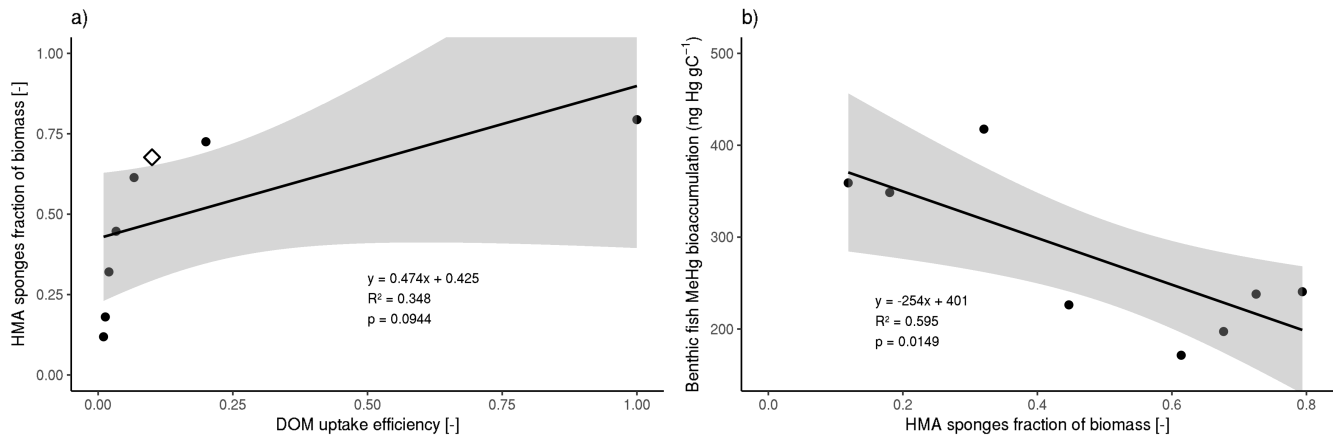 a)
HMA sponges fraction of biomass [-]
1.00
0.75
0.50
0.25
0.00
y = 0.474x + 0.425
R² = 0.348
p = 0.0944
0.00 0.25 0.50 0.75 1.00
DOM uptake efficiency [-]
b)
Benthic fish MeHg bioaccumulation (ng Hg gC⁻¹)
500
400
300
200
y = -254x + 401
R² = 0.595
p = 0.0149
0.0 0.2 0.4 0.6 0.8
HMA sponges fraction of biomass [-]